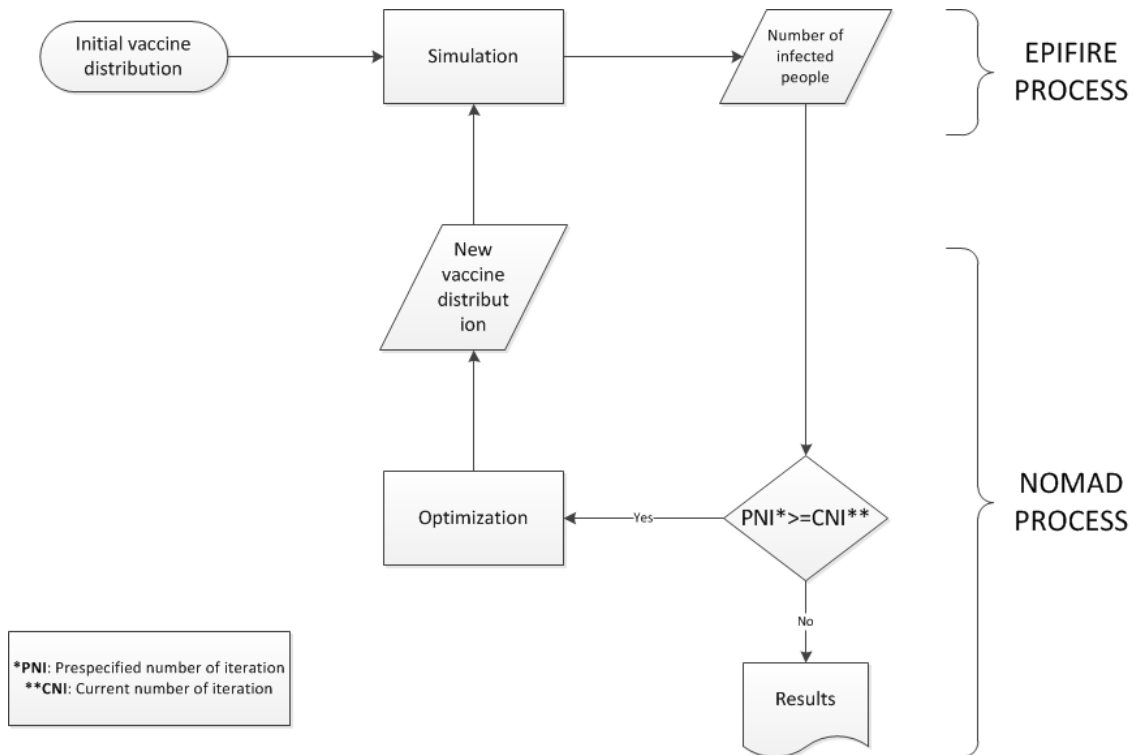 Initial vaccine
distribution
Simulation
Number of
infected
people
EPIFIRE
PROCESS
New
vaccine
distribut
ion
Optimization
Yes
PNI*>=CNI**
NOMAD
PROCESS
No
Results
*PNI: Prespecified number of iteration
**CNI: Current number of iteration